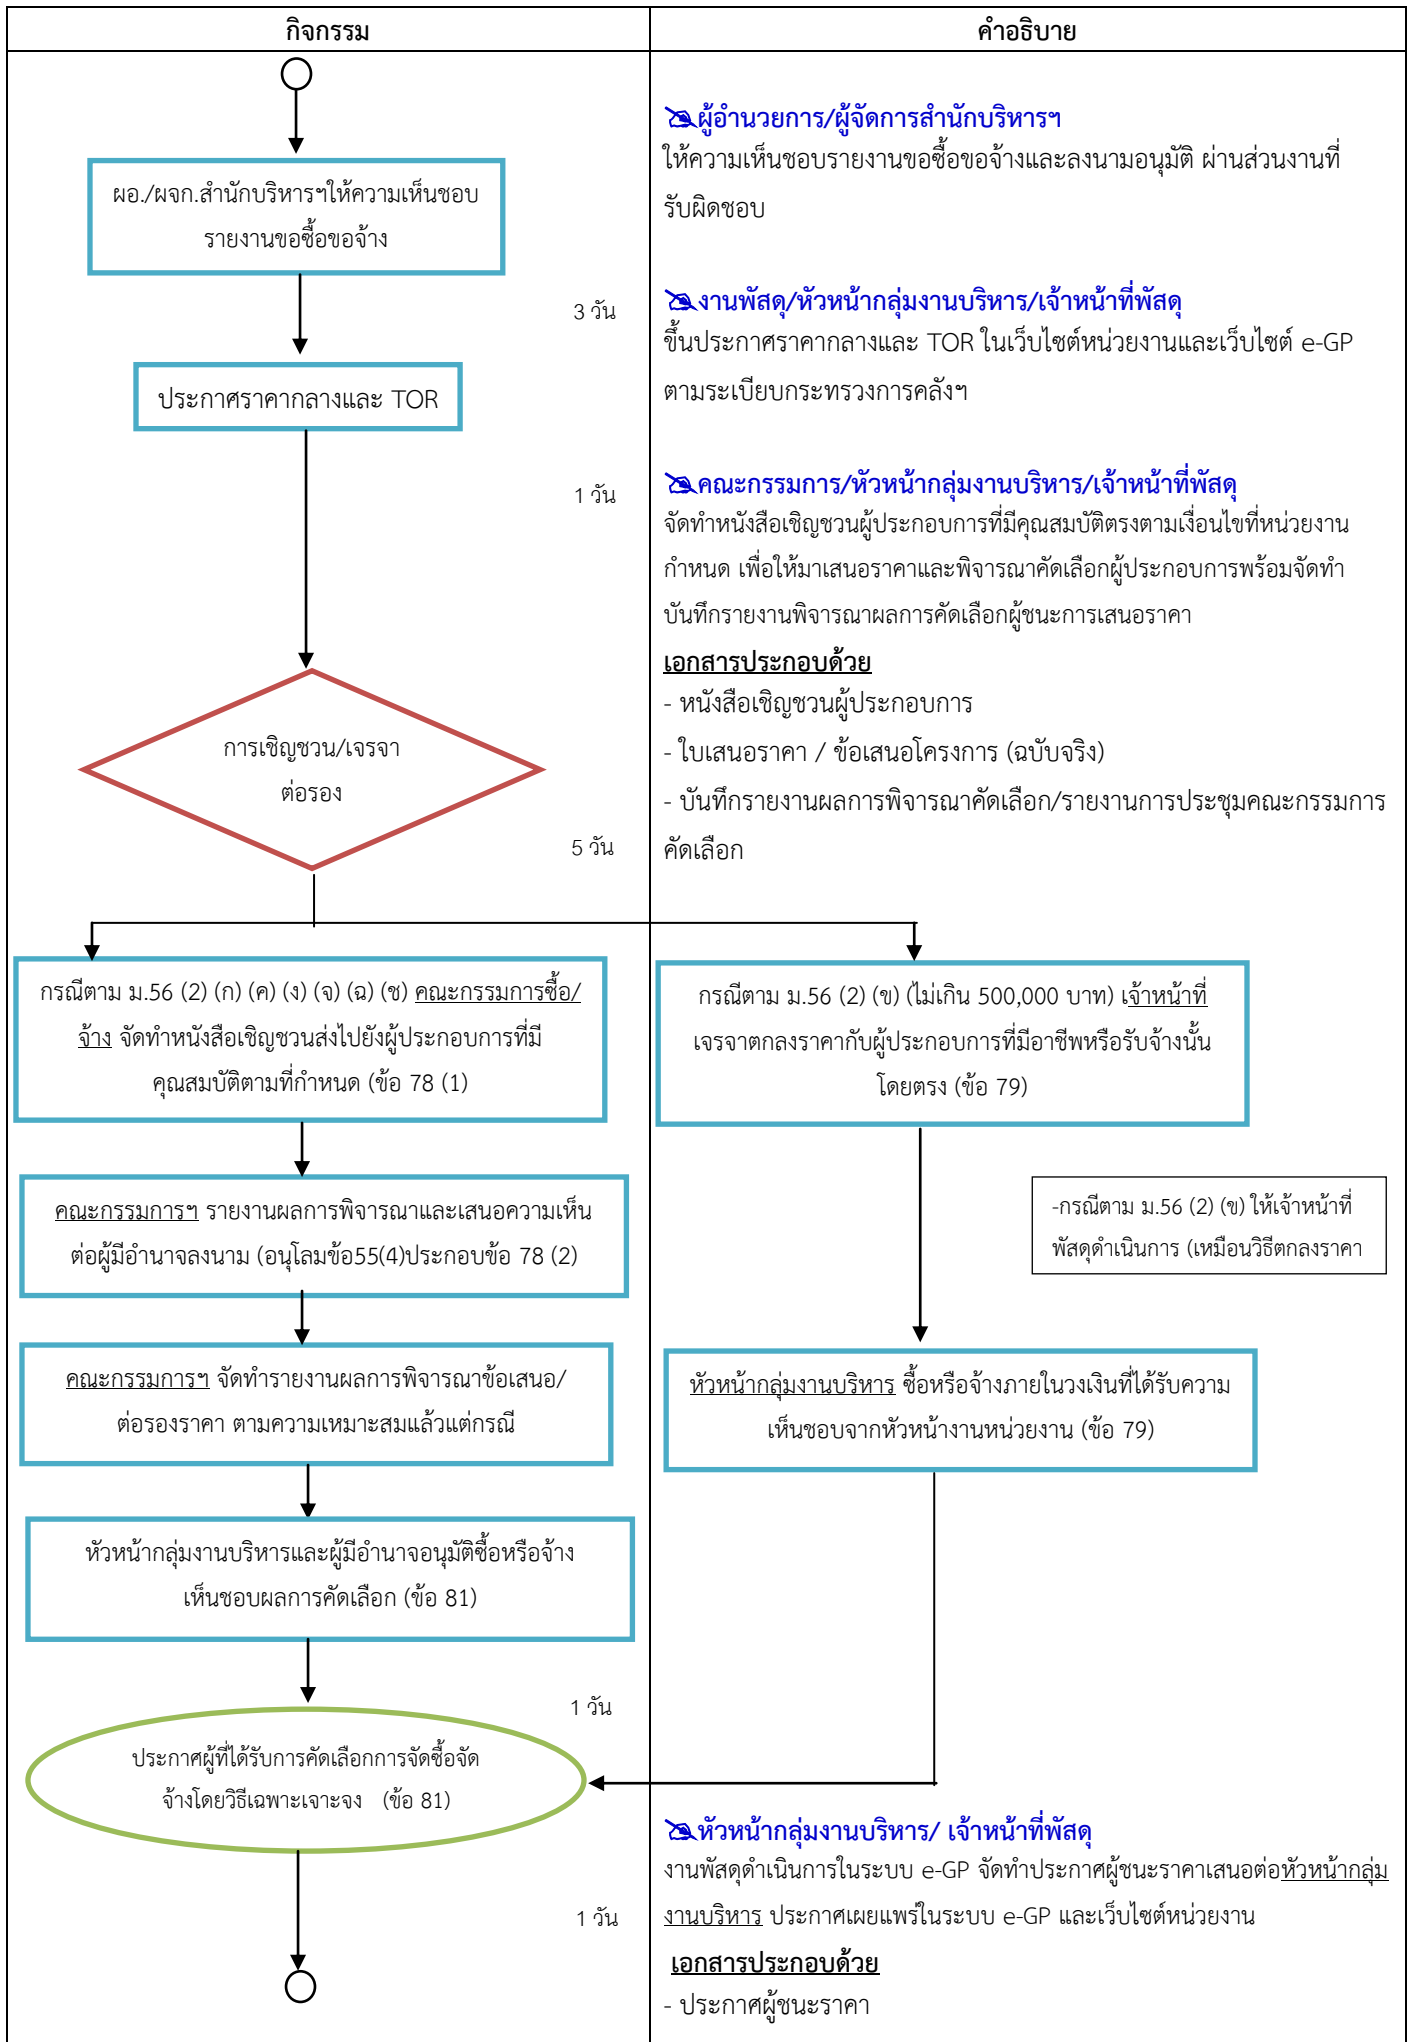 กิจกรรม
คำอธิบาย
ผอ./ผจก.สำนักบริหารฯให้ความเห็นชอบ
รายงานขอซื้อขอจ้าง
3 วัน
ประกาศราคากลางและ TOR
1 วัน
การเชิญชวน/เจรจา
ต่อรอง
5 วัน
ผู้อำนวยการ/ผู้จัดการสำนักบริหารฯ
ให้ความเห็นชอบรายงานขอซื้อขอจ้างและลงนามอนุมัติ ผ่านส่วนงานที่
รับผิดชอบ
งานพัสดุ/หัวหน้ากลุ่มงานบริหาร/เจ้าหน้าที่พัสดุ
ขึ้นประกาศราคากลางและ TOR ในเว็บไซต์หน่วยงานและเว็บไซต์ e-GP
ตามระเบียบกระทรวงการคลังฯ
คณะกรรมการ/หัวหน้ากลุ่มงานบริหาร/เจ้าหน้าที่พัสดุ
จัดทำหนังสือเชิญชวนผู้ประกอบการที่มีคุณสมบัติตรงตามเงื่อนไขที่หน่วยงาน
กำหนด เพื่อให้มาเสนอราคาและพิจารณาคัดเลือกผู้ประกอบการพร้อมจัดทำ
บันทึกรายงานพิจารณาผลการคัดเลือกผู้ชนะการเสนอราคา
เอกสารประกอบด้วย
- หนังสือเชิญชวนผู้ประกอบการ
- ใบเสนอราคา / ข้อเสนอโครงการ (ฉบับจริง)
- บันทึกรายงานผลการพิจารณาคัดเลือก/รายงานการประชุมคณะกรรมการ
คัดเลือก
กรณีตาม ม.56 (2) (ก) (ค) (ง) (จ) (ฉ) (ช) คณะกรรมการซื้อ/
จ้าง จัดทำหนังสือเชิญชวนส่งไปยังผู้ประกอบการที่มี
คุณสมบัติตามที่กำหนด (ข้อ 78 (1)
คณะกรรมการฯ รายงานผลการพิจารณาและเสนอความเห็น
ต่อผู้มีอำนาจลงนาม (อนุโลมข้อ55(4)ประกอบข้อ 78 (2)
คณะกรรมการฯ จัดทำรายงานผลการพิจารณาข้อเสนอ/
ต่อรองราคา ตามความเหมาะสมแล้วแต่กรณี
หัวหน้ากลุ่มงานบริหารและผู้มีอำนาจอนุมัติซื้อหรือจ้าง
เห็นชอบผลการคัดเลือก (ข้อ 81)
1 วัน
ประกาศผู้ที่ได้รับการคัดเลือกการจัดซื้อจัด
จ้างโดยวิธีเฉพาะเจาะจง (ข้อ 81)
1 วัน
กรณีตาม ม.56 (2) (ข) (ไม่เกิน 500,000 บาท) เจ้าหน้าที่
เจรจาตกลงราคากับผู้ประกอบการที่มีอาชีพหรือรับจ้างนั้น
โดยตรง (ข้อ 79)
-กรณีตาม ม.56 (2) (ข) ให้เจ้าหน้าที่
พัสดุดำเนินการ (เหมือนวิธีตกลงราคา
หัวหน้ากลุ่มงานบริหาร ซื้อหรือจ้างภายในวงเงินที่ได้รับความ
เห็นชอบจากหัวหน้างานหน่วยงาน (ข้อ 79)
หัวหน้ากลุ่มงานบริหาร/ เจ้าหน้าที่พัสดุ
งานพัสดุดำเนินการในระบบ e-GP จัดทำประกาศผู้ชนะราคาเสนอต่อหัวหน้ากลุ่ม
งานบริหาร ประกาศเผยแพร่ในระบบ e-GP และเว็บไซต์หน่วยงาน
เอกสารประกอบด้วย
- ประกาศผู้ชนะราคา